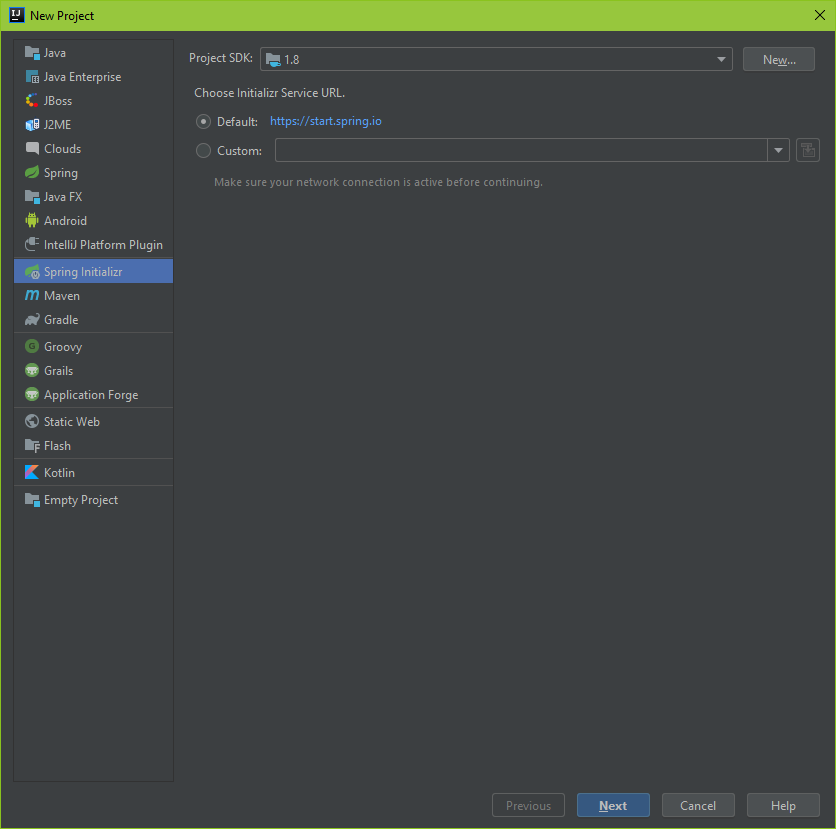 New Project
Java
Java Enterprise
JBoss
J2ME
Clouds
Spring
Java FX
Android
IntelliJ Platform Plugin
Spring Initializr
Maven
Gradle
Groovy
Grails
Application Forge
Static Web
Flash
Kotlin
Empty Project
Project SDK: 1.8 New...
Choose Initializr Service URL.
Default: https://start.spring.io
Custom:
Make sure your network connection is active before continuing.
Previous Next Cancel Help